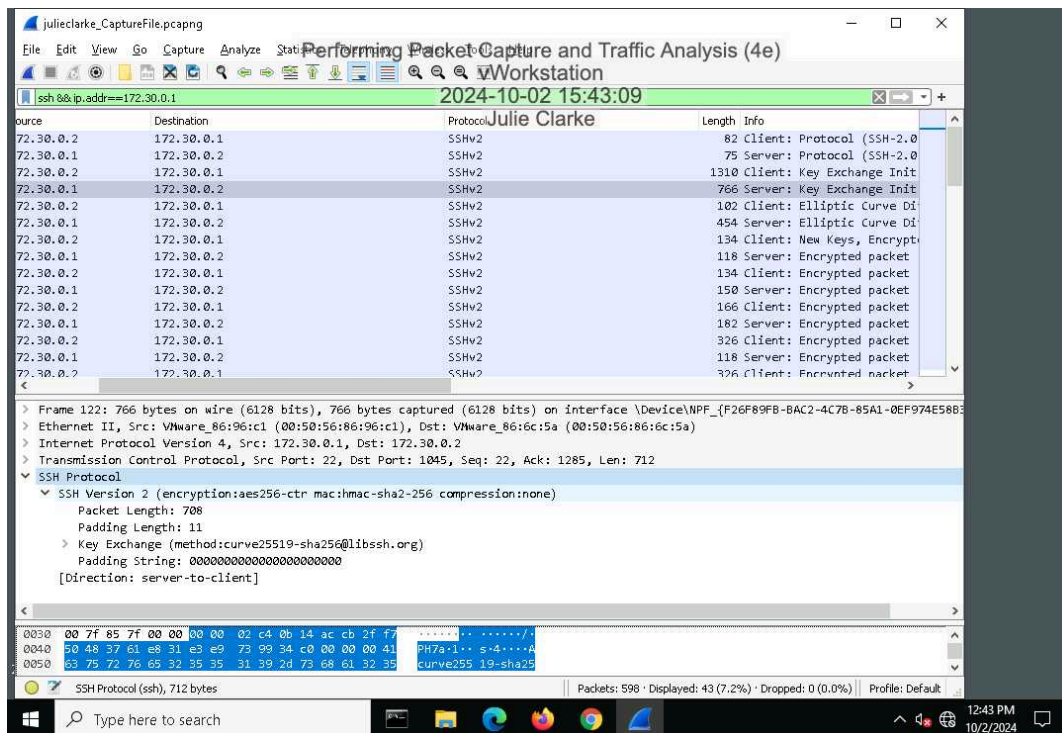 julieclarke_CaptureFile.pcapng
File Edit View Go Capture Analyze
Performing Packet Capture and Traffic Analysis (4e)
vWorkstation
2024-10-02 15:43:09
Julie Clarke
ssh && ip.addr==172.30.0.1
ource Destination Protocol Length Info
72.30.0.2 172.30.0.1 SSHv2 82 Client: Protocol (SSH-2.0
72.30.0.1 172.30.0.2 SSHv2 75 Server: Protocol (SSH-2.0
72.30.0.2 172.30.0.1 SSHv2 1310 Client: Key Exchange Init
72.30.0.1 172.30.0.2 SSHv2 766 Server: Key Exchange Init
72.30.0.2 172.30.0.1 SSHv2 102 Client: Elliptic Curve Di
72.30.0.1 172.30.0.2 SSHv2 454 Server: Elliptic Curve Di
72.30.0.2 172.30.0.1 SSHv2 134 Client: New Keys, Encrypt
72.30.0.1 172.30.0.2 SSHv2 118 Server: Encrypted packet
72.30.0.2 172.30.0.1 SSHv2 134 Client: Encrypted packet
72.30.0.1 172.30.0.2 SSHv2 150 Server: Encrypted packet
72.30.0.2 172.30.0.1 SSHv2 166 Client: Encrypted packet
72.30.0.1 172.30.0.2 SSHv2 182 Server: Encrypted packet
72.30.0.2 172.30.0.1 SSHv2 326 Client: Encrypted packet
72.30.0.1 172.30.0.2 SSHv2 118 Server: Encrypted packet
72.30.0.2 172.30.0.1 SSHv2 326 Client: Encrypted packet
Frame 122: 766 bytes on wire (6128 bits), 766 bytes captured (6128 bits) on interface \Device\NPF_{F26F89FB-BAC2-4C7B-85A1-0EF974E58B3
Ethernet II, Src: VMware_86:96:c1 (00:50:56:86:96:c1), Dst: VMware_86:6c:5a (00:50:56:86:6c:5a)
Internet Protocol Version 4, Src: 172.30.0.1, Dst: 172.30.0.2
Transmission Control Protocol, Src Port: 22, Dst Port: 1045, Seq: 22, Ack: 1285, Len: 712
SSH Protocol
SSH Version 2 (encryption:aes256-ctr mac:hmac-sha2-256 compression:none)
Packet Length: 708
Padding Length: 11
Key Exchange (method:curve25519-sha256@libssh.org)
Padding String: 0000000000000000000000
[Direction: server-to-client]
0030 00 7f 85 7f 00 00 00 00 02 c4 0b 14 ac cb 2f f7 ········ ······/·
0040 50 48 37 61 e8 31 e3 e9 73 99 34 c0 00 00 00 41 PH7a·1·· s·4····A
0050 63 75 72 76 65 32 35 35 31 39 2d 73 68 61 32 35 curve255 19-sha25
SSH Protocol (ssh), 712 bytes Packets: 598 · Displayed: 43 (7.2%) · Dropped: 0 (0.0%) Profile: Default
Type here to search
12:43 PM
10/2/2024